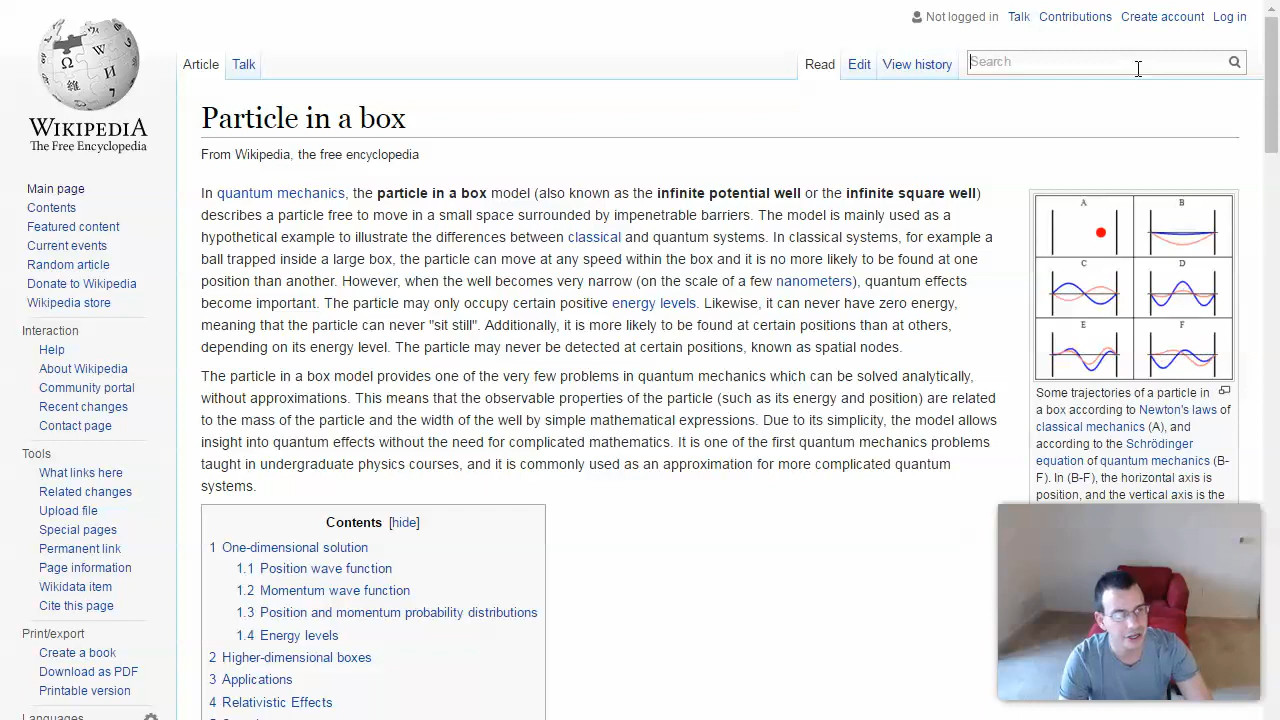 Not logged in Talk Contributions Create account Log in
Article Talk Read Edit View history Search
WIKIPEDIA
The Free Encyclopedia
Main page
Contents
Featured content
Current events
Random article
Donate to Wikipedia
Wikipedia store
Interaction
Help
About Wikipedia
Community portal
Recent changes
Contact page
Tools
What links here
Related changes
Upload file
Special pages
Permanent link
Page information
Wikidata item
Cite this page
Print/export
Create a book
Download as PDF
Printable version
Languages
Particle in a box
From Wikipedia, the free encyclopedia
In quantum mechanics, the particle in a box model (also known as the infinite potential well or the infinite square well)
describes a particle free to move in a small space surrounded by impenetrable barriers. The model is mainly used as a
hypothetical example to illustrate the differences between classical and quantum systems. In classical systems, for example a
ball trapped inside a large box, the particle can move at any speed within the box and it is no more likely to be found at one
position than another. However, when the well becomes very narrow (on the scale of a few nanometers), quantum effects
become important. The particle may only occupy certain positive energy levels. Likewise, it can never have zero energy,
meaning that the particle can never "sit still". Additionally, it is more likely to be found at certain positions than at others,
depending on its energy level. The particle may never be detected at certain positions, known as spatial nodes.
The particle in a box model provides one of the very few problems in quantum mechanics which can be solved analytically,
without approximations. This means that the observable properties of the particle (such as its energy and position) are related
to the mass of the particle and the width of the well by simple mathematical expressions. Due to its simplicity, the model allows
insight into quantum effects without the need for complicated mathematics. It is one of the first quantum mechanics problems
taught in undergraduate physics courses, and it is commonly used as an approximation for more complicated quantum
systems.
Contents [hide]
1 One-dimensional solution
1.1 Position wave function
1.2 Momentum wave function
1.3 Position and momentum probability distributions
1.4 Energy levels
2 Higher-dimensional boxes
3 Applications
4 Relativistic Effects
A B
C D
E F
Some trajectories of a particle in
a box according to Newton's laws of
classical mechanics (A), and
according to the Schrödinger
equation of quantum mechanics (B-
F). In (B-F), the horizontal axis is
position, and the vertical axis is the